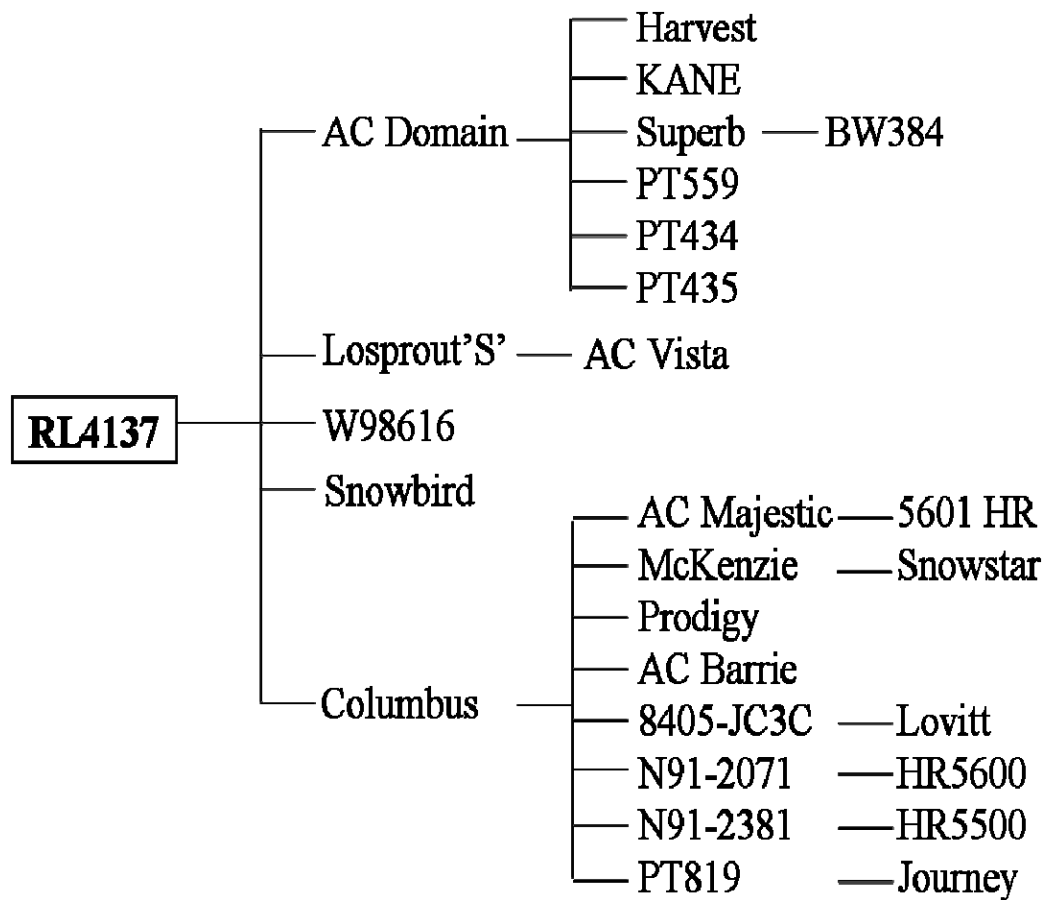 Harvest
KANE
AC Domain Superb BW384
PT559
PT434
PT435
Losprout'S' AC Vista
RL4137
W98616
Snowbird
AC Majestic 5601 HR
McKenzie Snowstar
Prodigy
AC Barrie
Columbus
8405-JC3C Lovitt
N91-2071 HR5600
N91-2381 HR5500
PT819 Journey